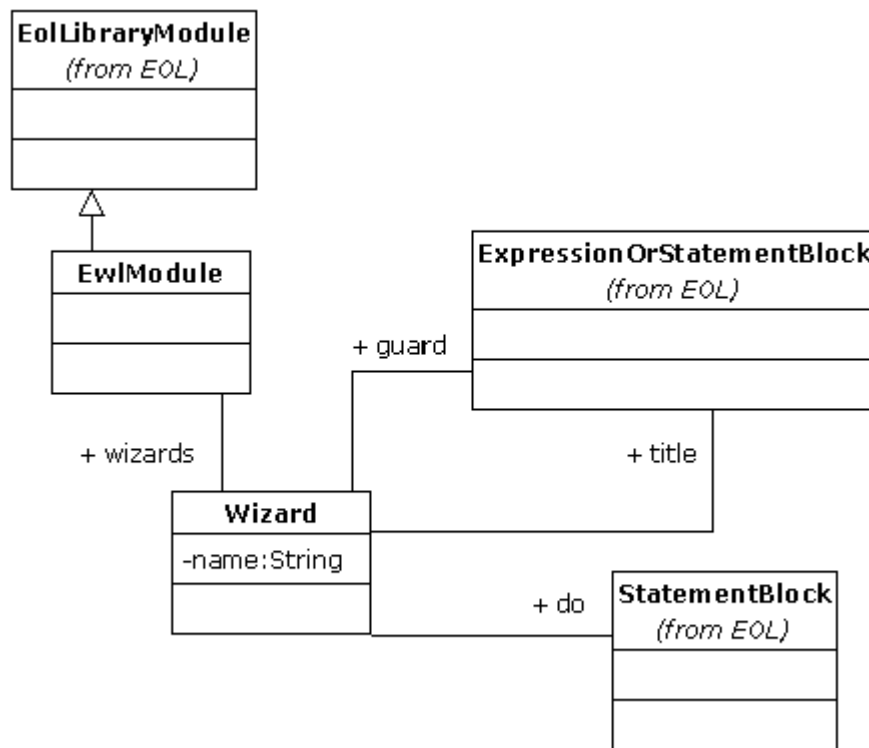 EolLibraryModule
(from EOL)
EwlModule
ExpressionOrStatementBlock
(from EOL)
+ guard
+ wizards
+ title
Wizard
-name:String
+ do
StatementBlock
(from EOL)